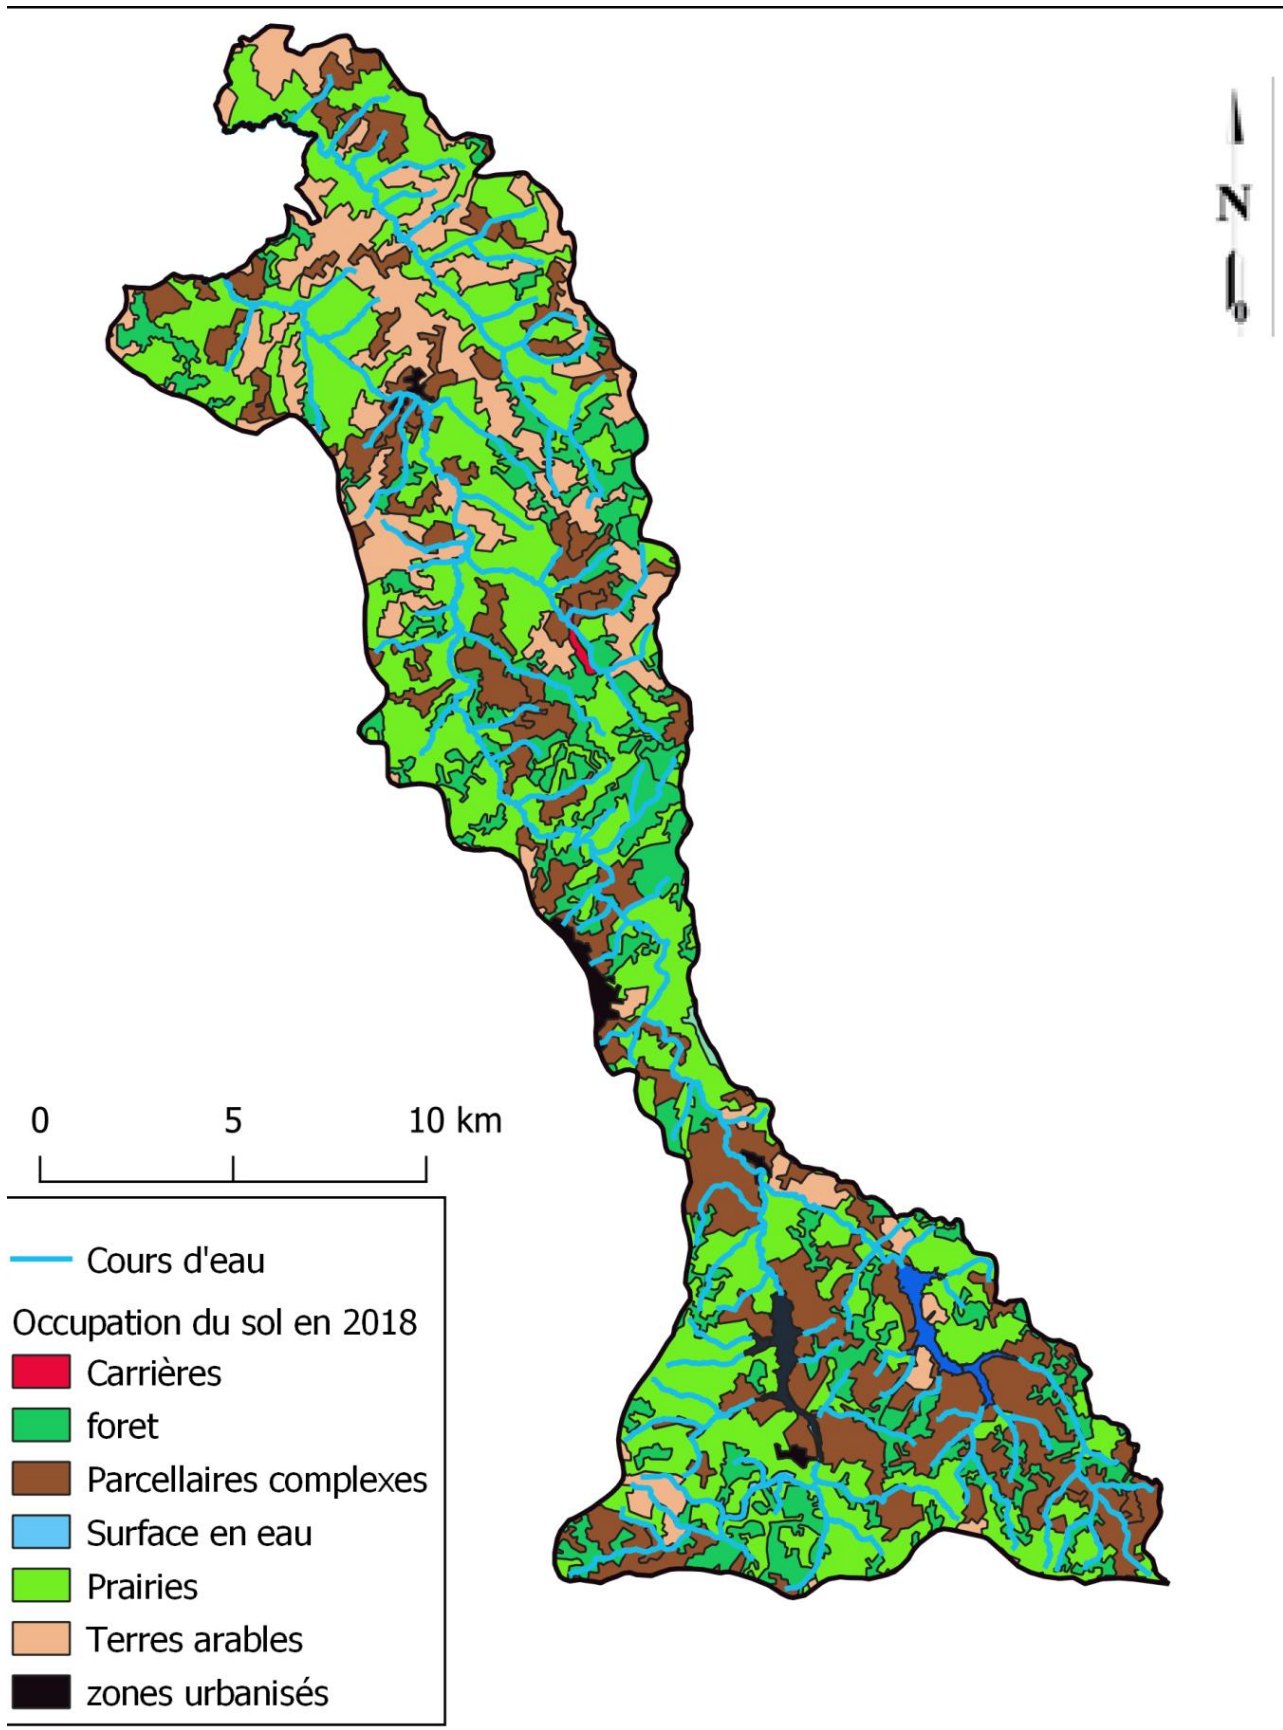 N
0
0 5 10 km
Cours d'eau
Occupation du sol en 2018
Carrières
foret
Parcellaires complexes
Surface en eau
Prairies
Terres arables
zones urbanisés